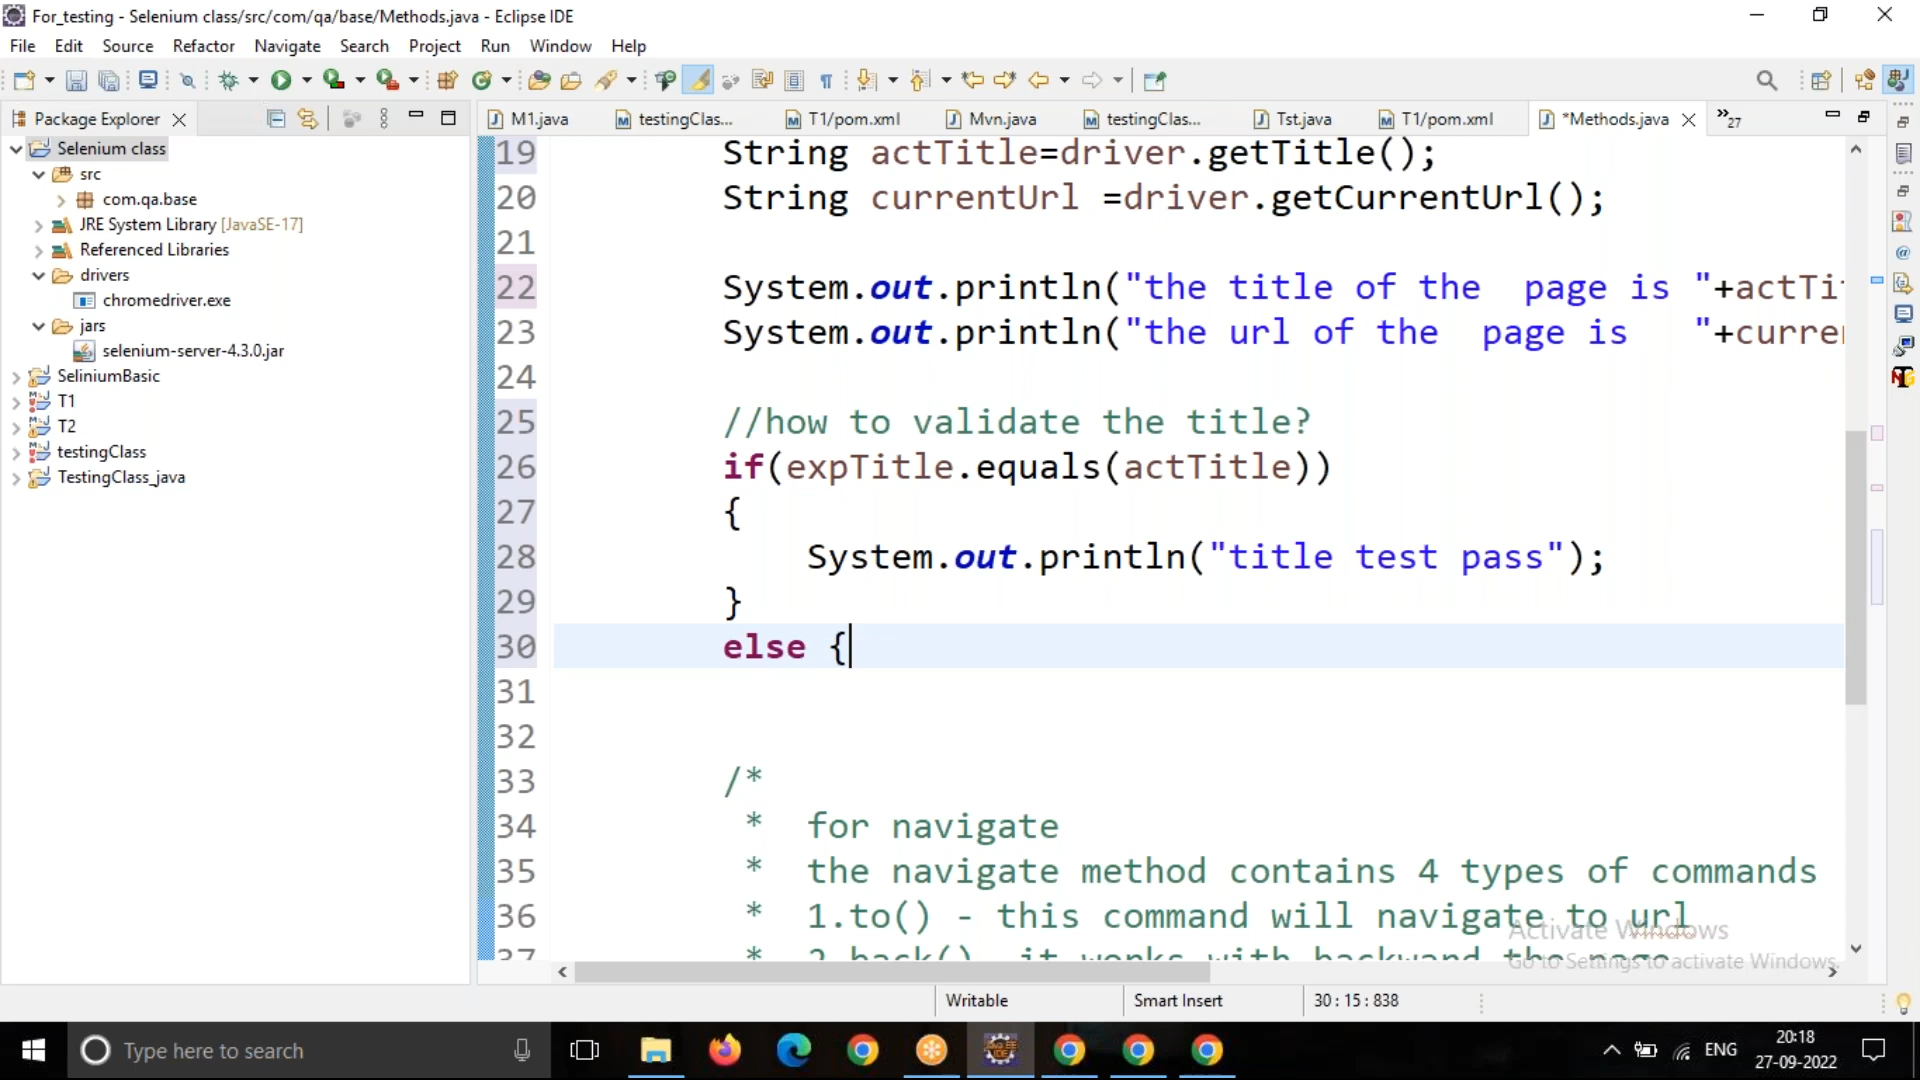 For_testing - Selenium class/src/com/qa/base/Methods.java - Eclipse IDE
File Edit Source Refactor Navigate Search Project Run Window Help
Package Explorer
M1.java testingClas... T1/pom.xml Mvn.java testingClas... Tst.java T1/pom.xml *Methods.java »27
Selenium class
src
com.qa.base
JRE System Library [JavaSE-17]
Referenced Libraries
drivers
chromedriver.exe
jars
selenium-server-4.3.0.jar
SeliniumBasic
T1
T2
testingClass
TestingClass_java
19 String actTitle=driver.getTitle();
20 String currentUrl =driver.getCurrentUrl();
21
22 System.out.println("the title of the  page is "+actTi
23 System.out.println("the url of the  page is   "+curre
24
25 //how to validate the title?
26 if(expTitle.equals(actTitle))
27 {
28 System.out.println("title test pass");
29 }
30 else {
31
32
33 /*
34 *  for navigate
35 *  the navigate method contains 4 types of commands
36 *  1.to() - this command will navigate to url
37 *  2.back()  it works with backward the page
Activate Windows
Go to Settings to activate Windows.
Writable Smart Insert 30 : 15 : 838
Type here to search
ENG
20:18
27-09-2022